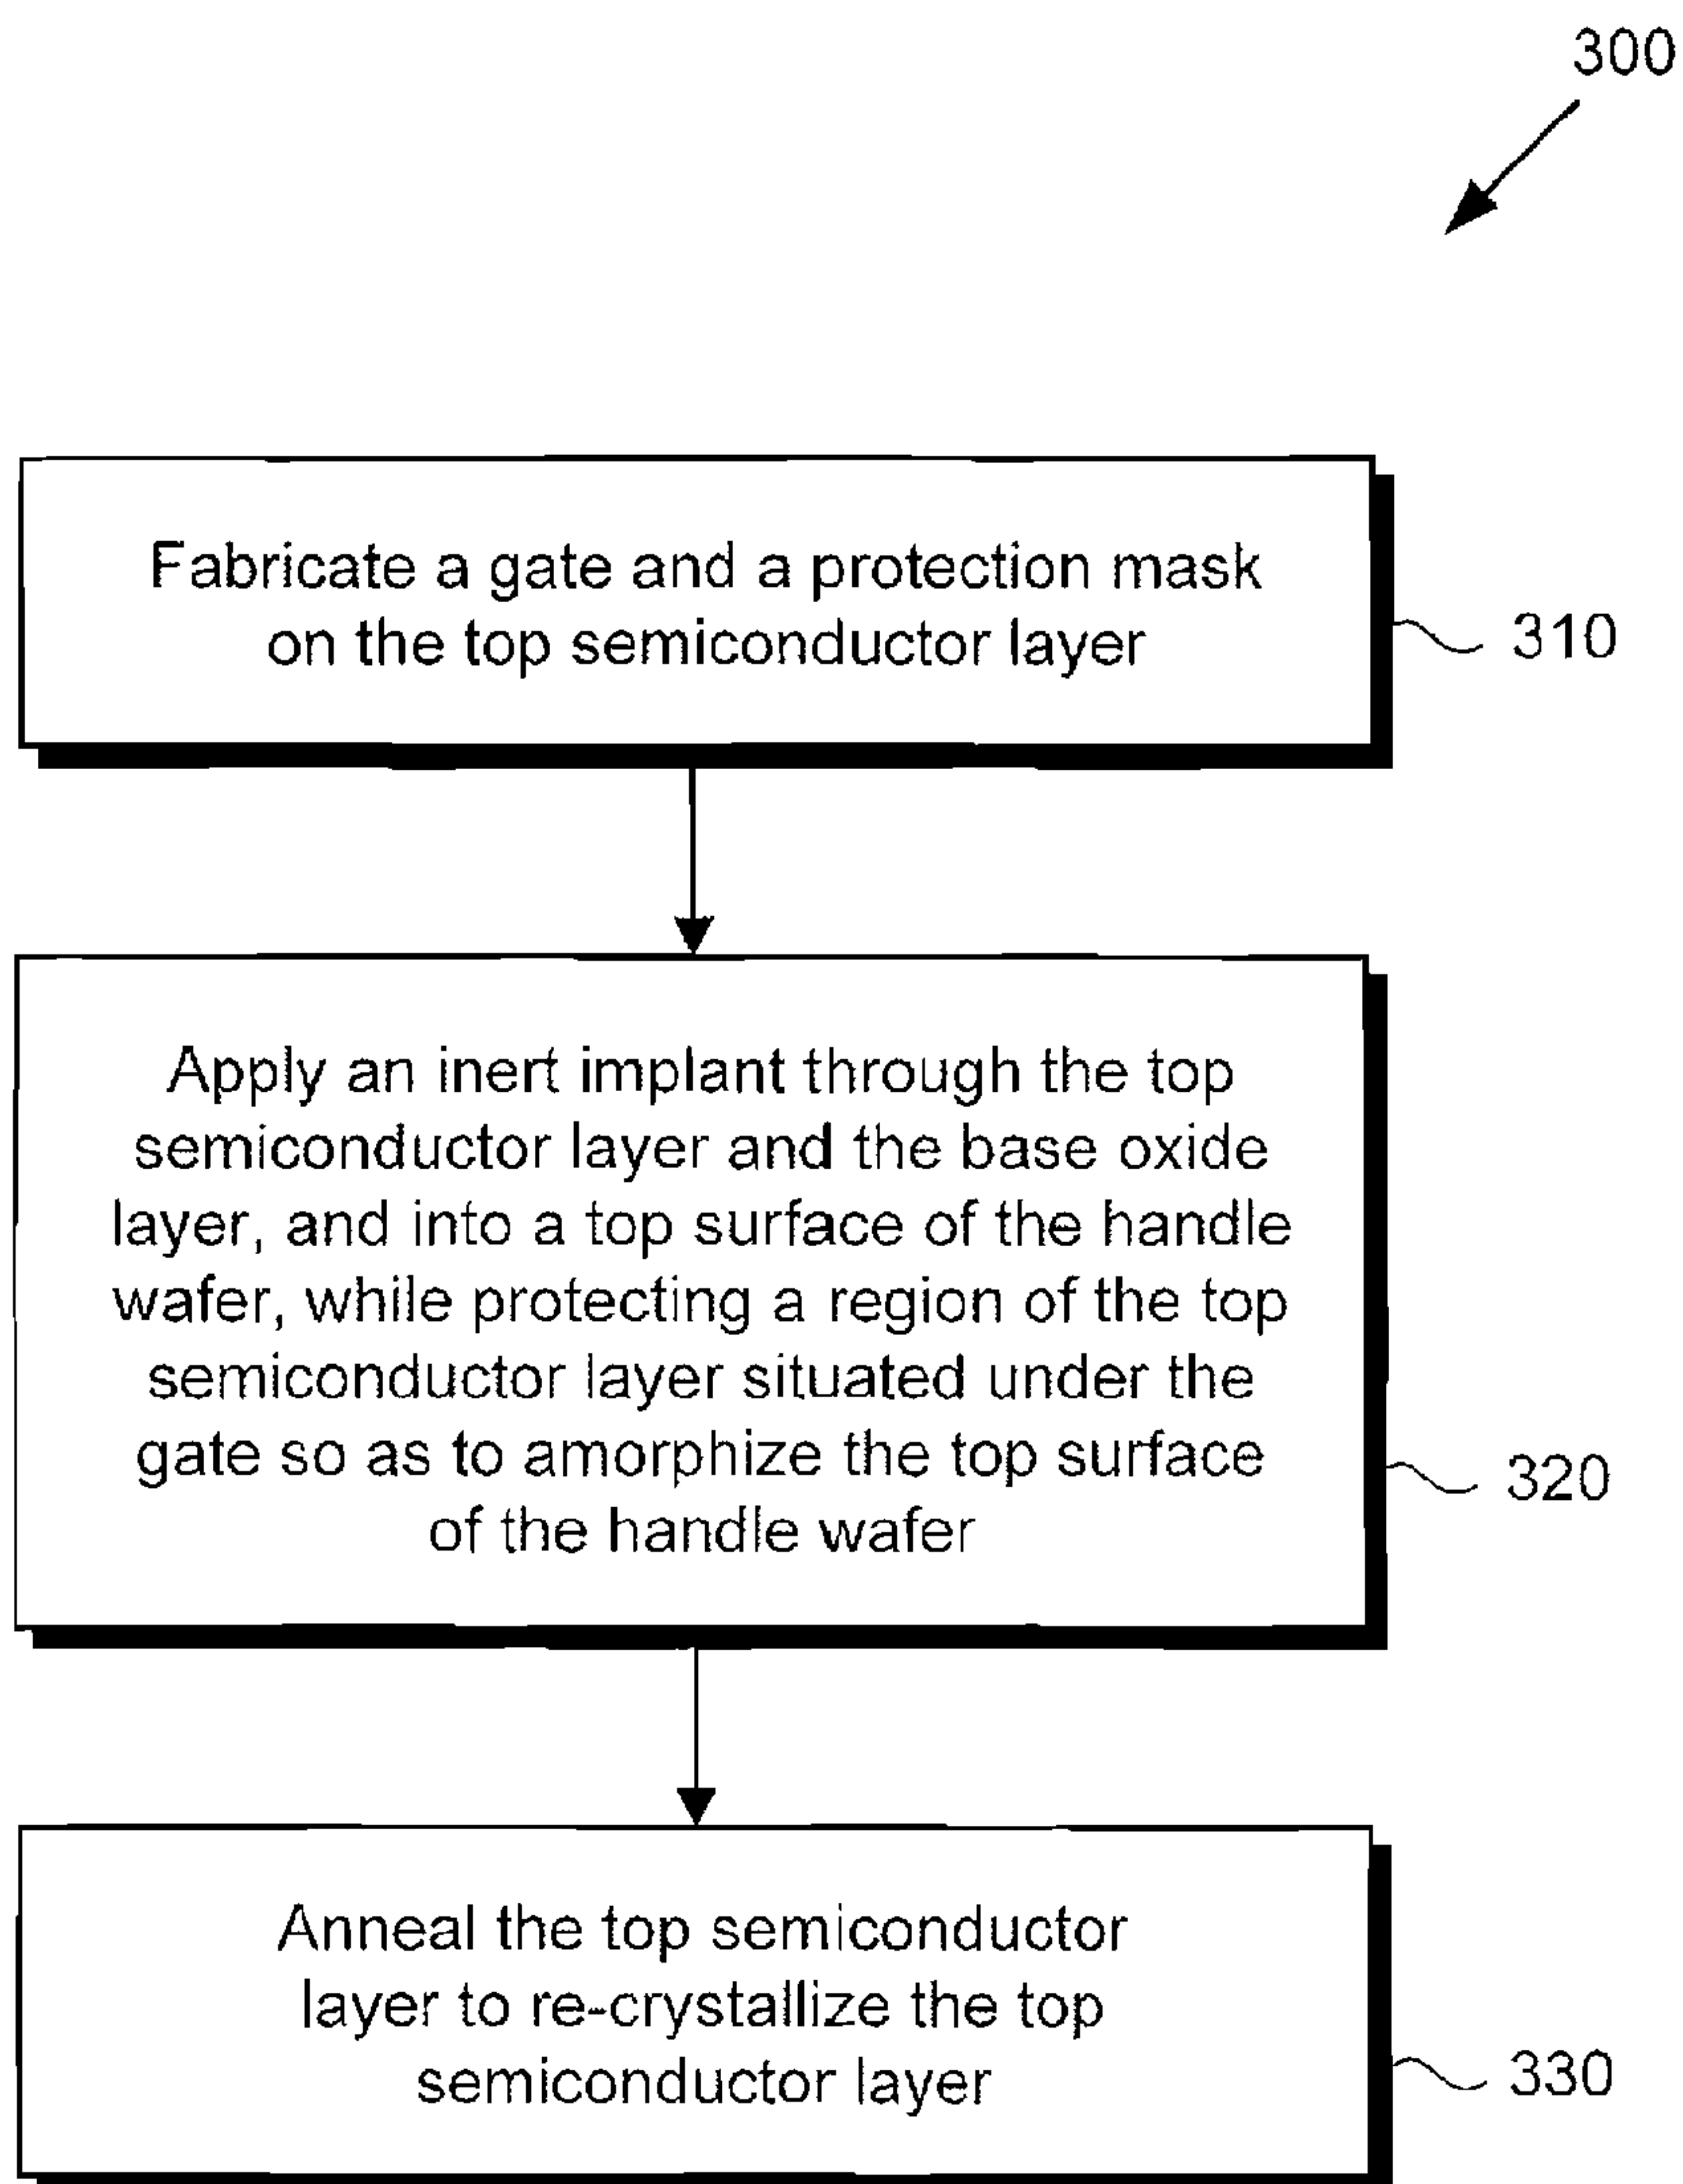 300
Fabricate a gate and a protection mask
on the top semiconductor layer
310
Apply an inert implant through the top
semiconductor layer and the base oxide
layer, and into a top surface of the handle
wafer, while protecting a region of the top
semiconductor layer situated under the
gate so as to amorphize the top surface
of the handle wafer
320
Anneal the top semiconductor
layer to re-crystallize the top
semiconductor layer
330